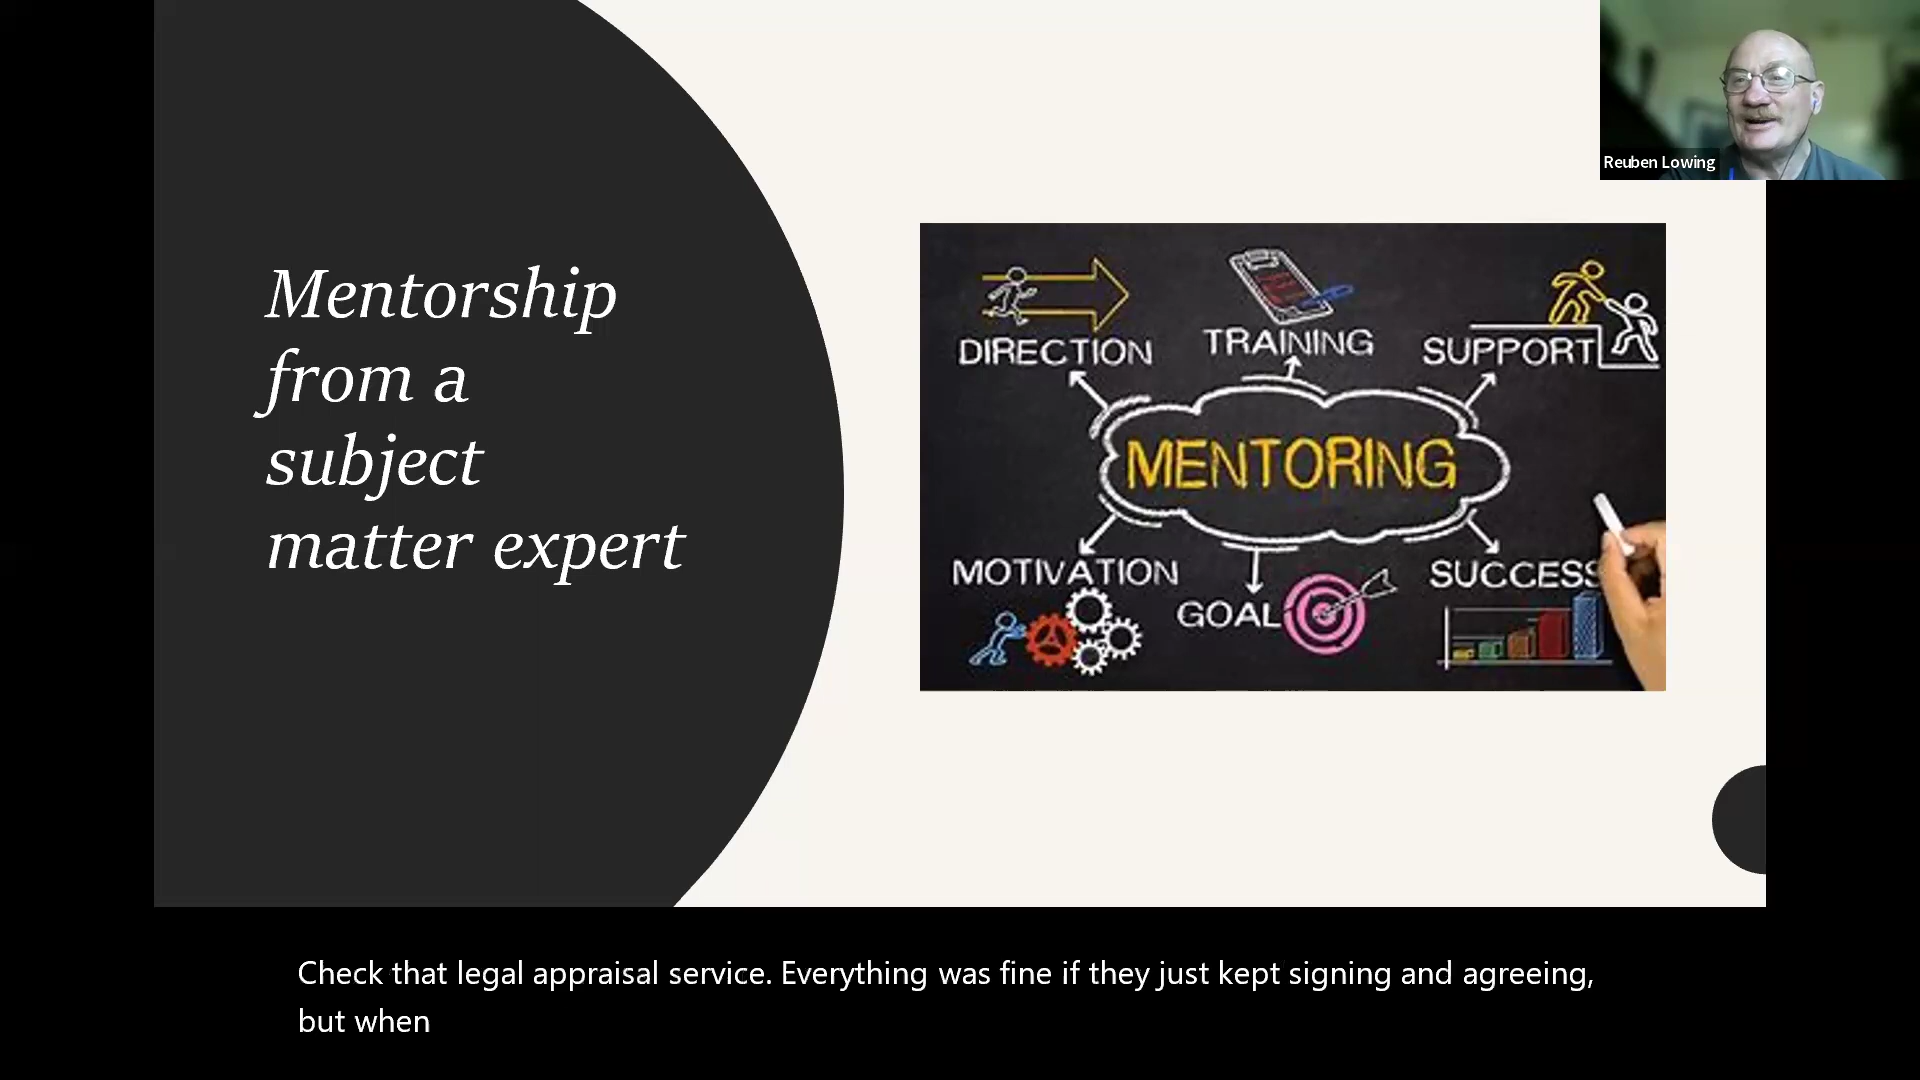 Mentorship
from a
subject
matter expert
Reuben Lowing
DIRECTION
TRAINING
SUPPORT
MENTORING
MOTIVATION
GOAL
SUCCESS
Check that legal appraisal service. Everything was fine if they just kept signing and agreeing,
but when